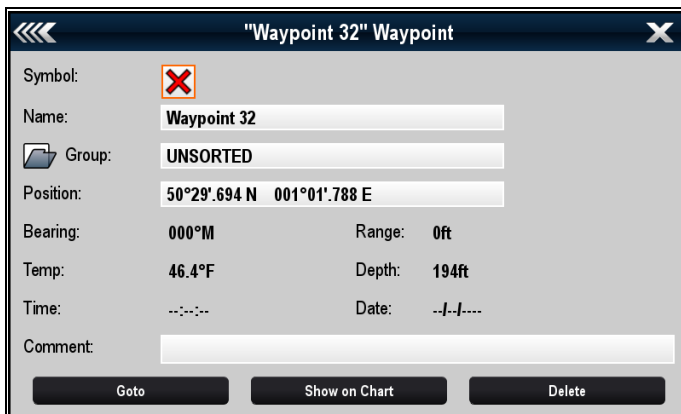 "Waypoint 32" Waypoint
Symbol:
Name: Waypoint 32
Group: UNSORTED
Position: 50°29'.694 N 001°01'.788 E
Bearing: 000°M Range: 0ft
Temp: 46.4°F Depth: 194ft
Time: --:--:-- Date: --/--/----
Comment:
Goto Show on Chart Delete